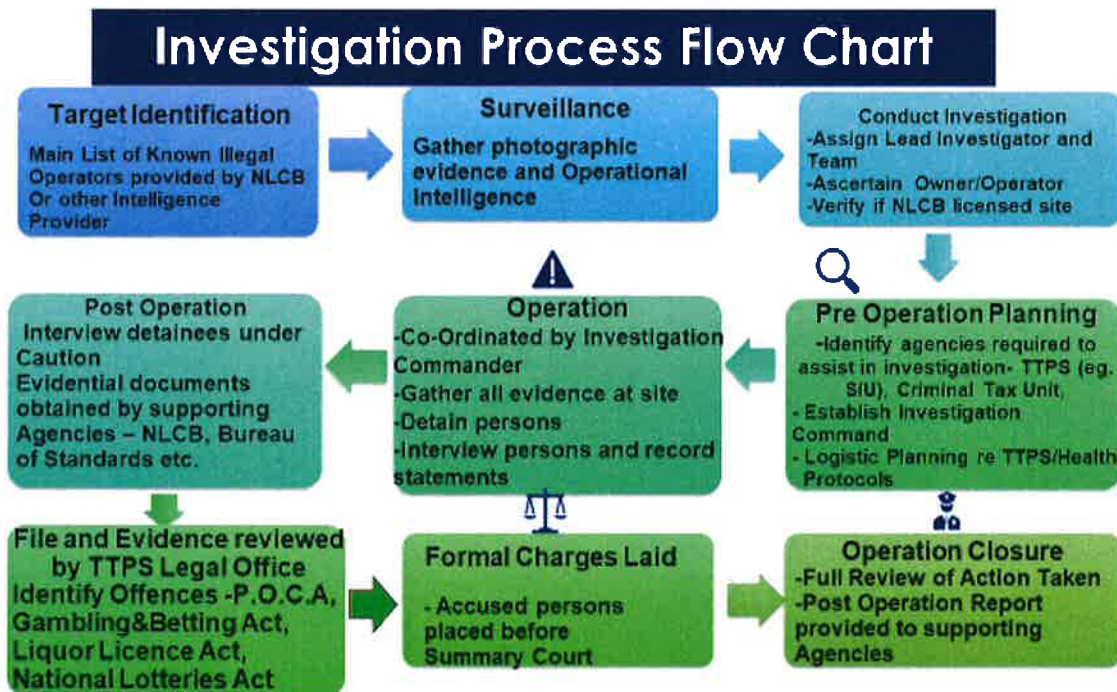 Investigation Process Flow Chart
Target Identification
Main List of Known Illegal
Operators provided by NLCB
Or other Intelligence
Provider
Surveillance
Gather photographic
evidence and Operational
Intelligence
Conduct Investigation
-Assign Lead Investigator and
Team
-Ascertain Owner/Operator
-Verify if NLCB licensed site
Pre Operation Planning
-Identify agencies required to
assist in investigation- TTPS (eg.
SIU), Criminal Tax Unit,
- Establish Investigation
Command
- Logistic Planning re TTPS/Health
Protocols
Operation
-Co-Ordinated by Investigation
Commander
-Gather all evidence at site
-Detain persons
-Interview persons and record
statements
Post Operation
Interview detainees under
Caution
Evidential documents
obtained by supporting
Agencies – NLCB, Bureau
of Standards etc.
File and Evidence reviewed
by TTPS Legal Office
Identify Offences -P.O.C.A,
Gambling&Betting Act,
Liquor Licence Act,
National Lotteries Act
Formal Charges Laid
- Accused persons
placed before
Summary Court
Operation Closure
-Full Review of Action Taken
-Post Operation Report
provided to supporting
Agencies